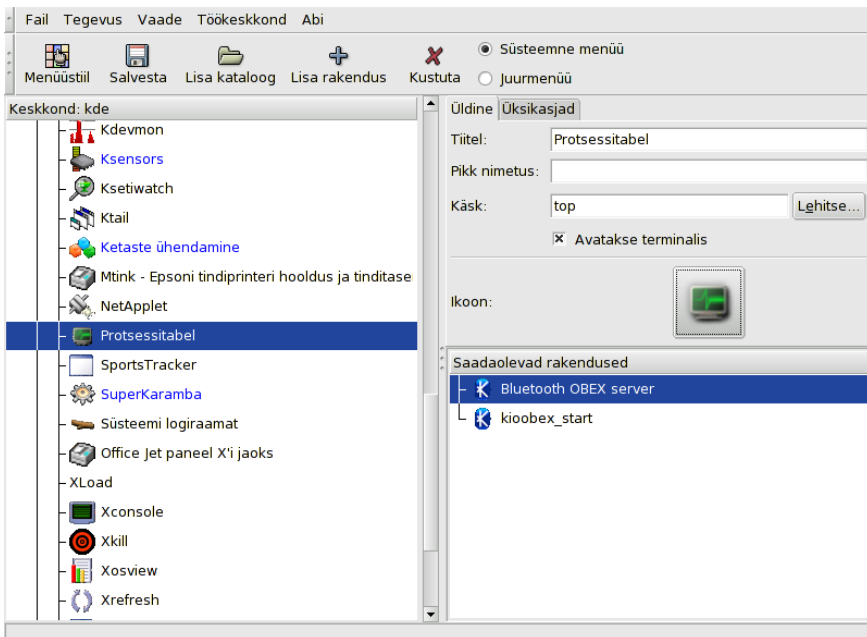 Fail Tegevus Vaade Töökeskkond Abi
Menüüstiil Salvesta Lisa kataloog Lisa rakendus Kustuta
Süsteemne menüü
Juurmenüü
Keskkond: kde
Kdevmon
Ksensors
Ksetiwatch
Ktail
Ketaste ühendamine
Mtink - Epsoni tindiprinteri hooldus ja tinditase
NetApplet
Protsessitabel
SportsTracker
SuperKaramba
Süsteemi logiraamat
Office Jet paneel X'i jaoks
XLoad
Xconsole
Xkill
Xosview
Xrefresh
Üldine Üksikasjad
Tiitel: Protsessitabel
Pikk nimetus:
Käsk: top Lehitse...
Avatakse terminalis
Ikoon:
Saadaolevad rakendused
Bluetooth OBEX server
kioobex_start